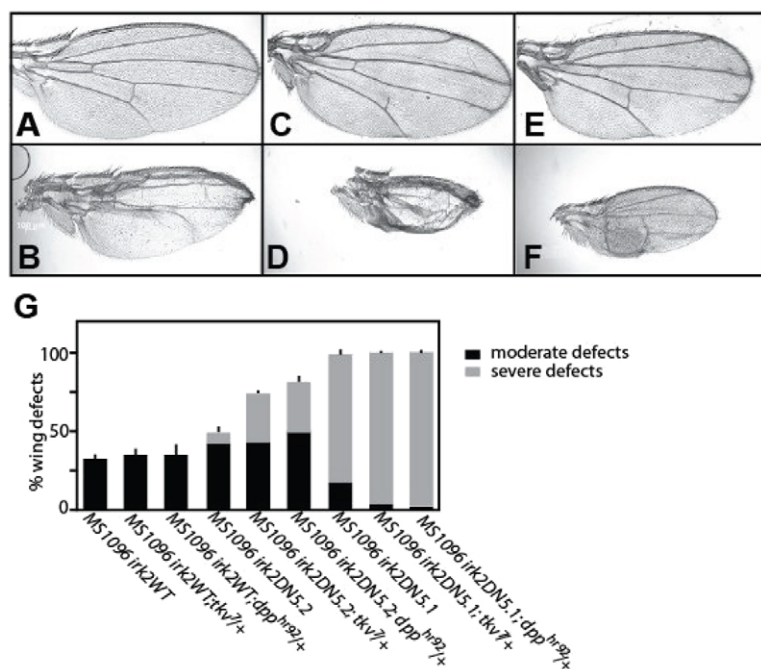 A
C
E
B
D
F
100 µm
G
% wing defects
100
50
0
moderate defects
severe defects
MS1096 irk2WT
MS1096 irk2WT;tkv⁷/+
MS1096 irk2WT;dppʰʳ⁹²/+
MS1096 irk2DN5.2
MS1096 irk2DN5.2; tkv⁷/+
MS1096 irk2DN5.2; dppʰʳ⁹²/+
MS1096 irk2DN5.1
MS1096 irk2DN5.1; tkv⁷/+
MS1096 irk2DN5.1; dppʰʳ⁹²/+